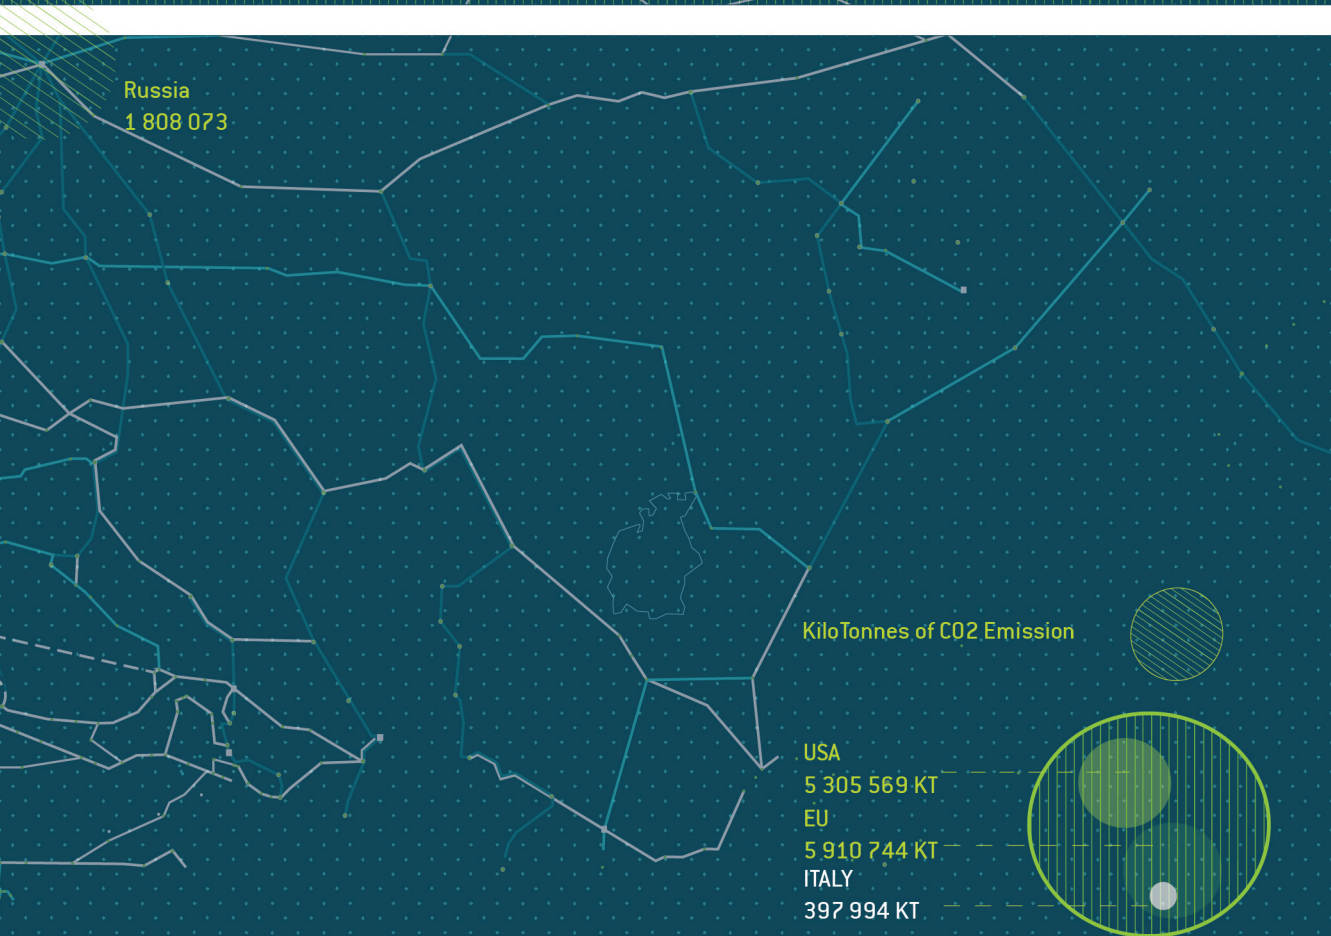 Russia
1 808 073
KiloTonnes of CO2 Emission
USA
5 305 569 KT
EU
5 910 744 KT
ITALY
397 994 KT